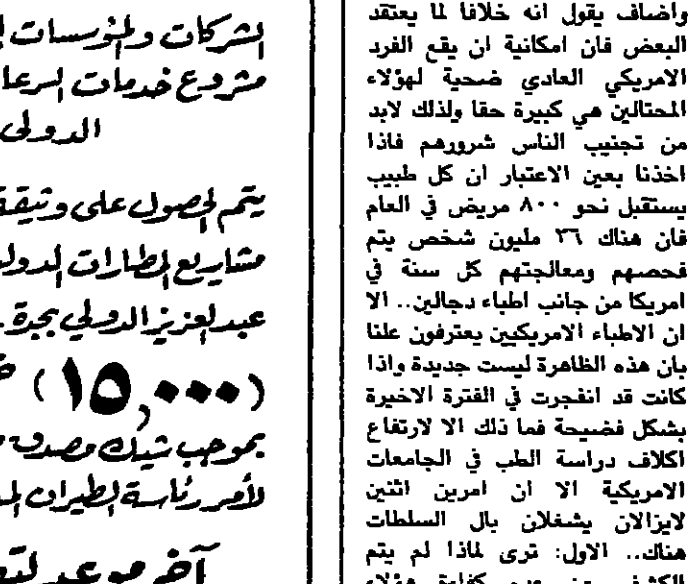 واضاف يقول انه خلافا لما يعتقد
البعض فان امكانية ان يقع الفرد
الامريكي العادي ضحية لهؤلاء
المحتالين هي كبيرة حقا ولذلك لابد
من تجنيب الناس شرورهم فاذا
اخذنا بعين الاعتبار ان كل طبيب
يستقبل نحو ٨٠٠ مريض في العام
فان هناك ٣٦ مليون شخص يتم
فحصهم ومعالجتهم كل سنة في
امريكا من جانب اطباء دجالين.. الا
ان الاطباء الامريكيين يعترفون علنا
بان هذه الظاهرة ليست جديدة واذا
كانت قد انفجرت في الفترة الاخيرة
بشكل فضيحة فما ذلك الا لارتفاع
اكلاف دراسة الطب في الجامعات
الامريكية الا ان امرين اثنين
لايزالان يشغلان بال السلطات
هناك.. الاول: ترى لماذا لم يتم
كفاءة هؤلاء
الشركات والمؤسسات
مشروع خدمات
الدولى
يتم الحصول على وثيقة
مشاريع المطارات
عبدالعزيز الدولي بجدة
(١٥,٠٠٠)
بموجب شيك مصدق
لأمر رئاسة الطيران
آخر موعد